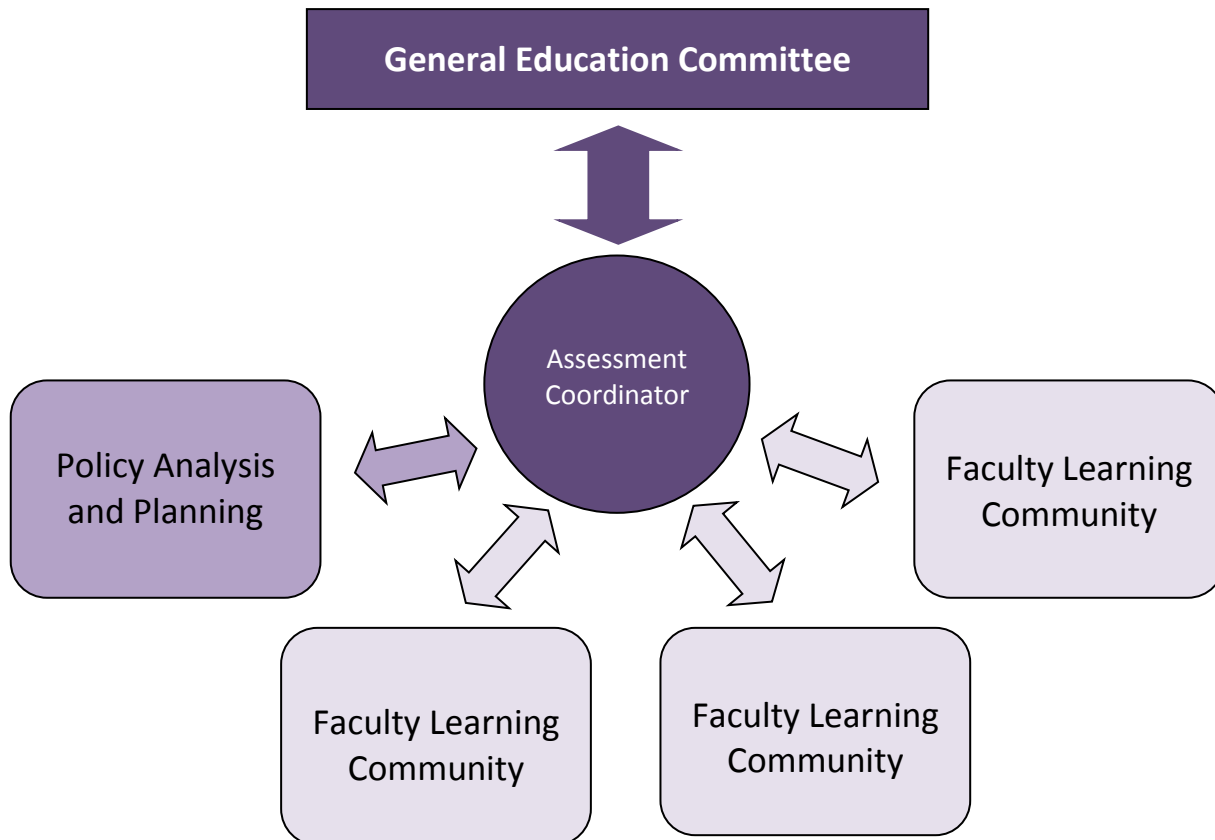 General Education Committee
Assessment
Coordinator
Policy Analysis
and Planning
Faculty Learning
Community
Faculty Learning
Community
Faculty Learning
Community